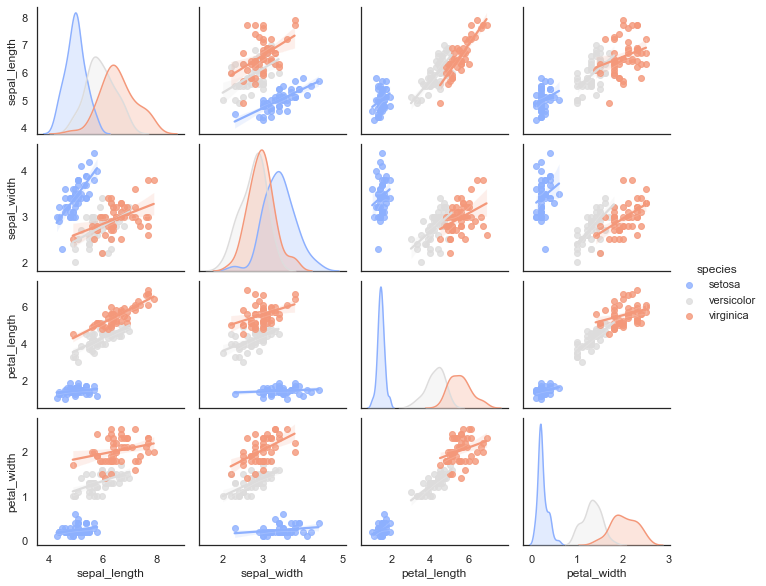 sepal_length
8
7
6
5
4
sepal_width
4
3
2
species
setosa
versicolor
virginica
petal_length
6
4
2
petal_width
2
1
0
4 6 8
2 3 4 5
2 4 6
0 1 2 3
sepal_length
sepal_width
petal_length
petal_width